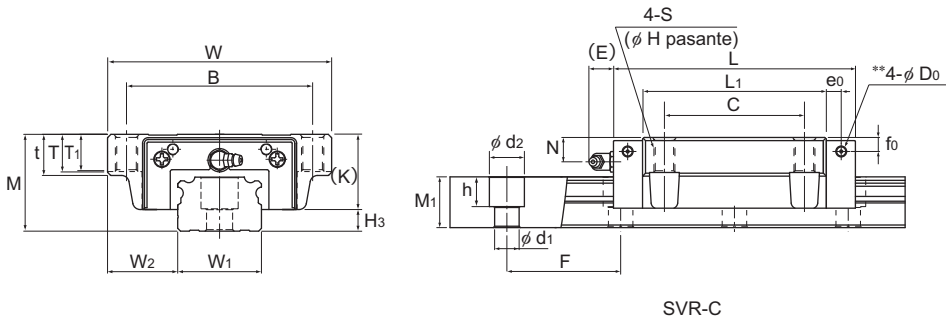 4-S
(φ H pasante)
(E)
L
L1
e0
**4-φ D0
C
W
B
t
T
T1
M
(K)
H3
W2
W1
N
f0
φ d2
h
M1
φ d1
F
SVR-C